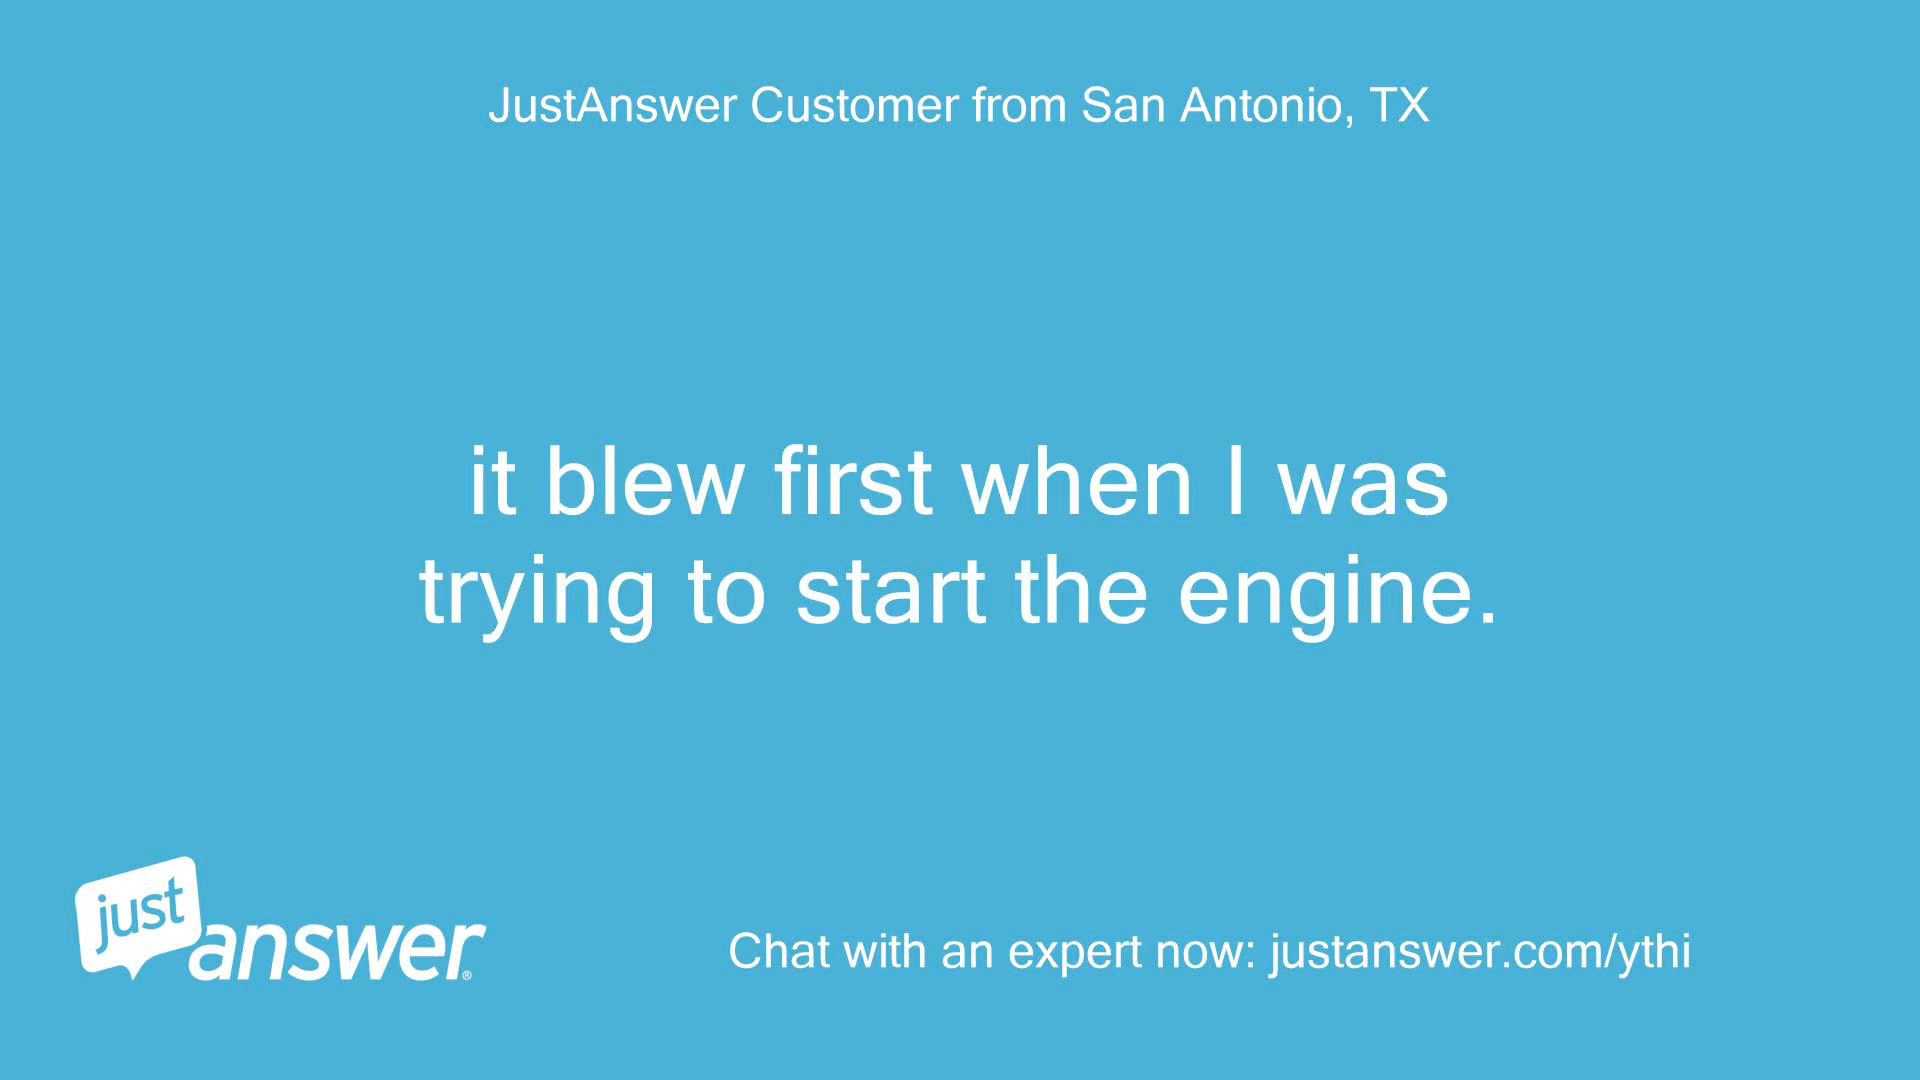 JustAnswer Customer from San Antonio, TX
it blew first when I was
trying to start the engine.
just
answer®
Chat with an expert now: justanswer.com/ythi